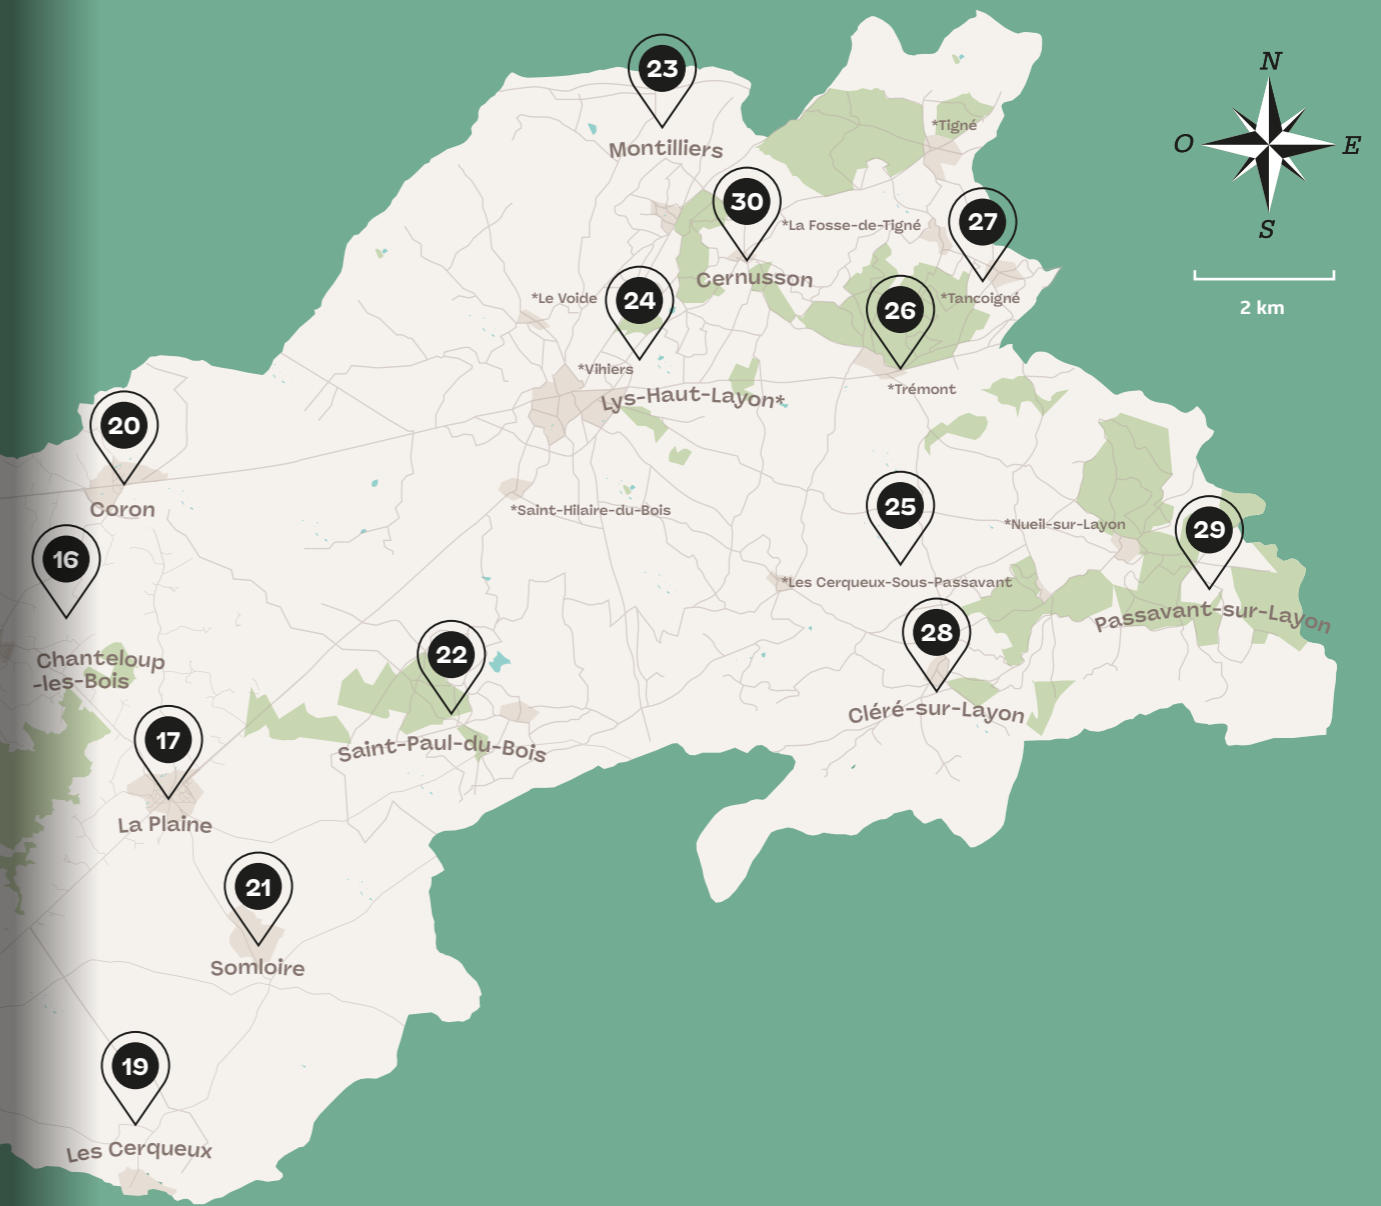 N
O
E
S
2 km
23
Montilliers
*Tigné
30
*La Fosse-de-Tigné
27
Cernusson
*Le Voide
24
26
*Tancoigné
*Vihiers
Lys-Haut-Layon*
*Trémont
20
Coron
*Saint-Hilaire-du-Bois
25
*Nueil-sur-Layon
29
16
*Les Cerqueux-Sous-Passavant
Passavant-sur-Layon
28
Chanteloup
-les-Bois
22
Cléré-sur-Layon
17
Saint-Paul-du-Bois
La Plaine
21
Somloire
19
Les Cerqueux